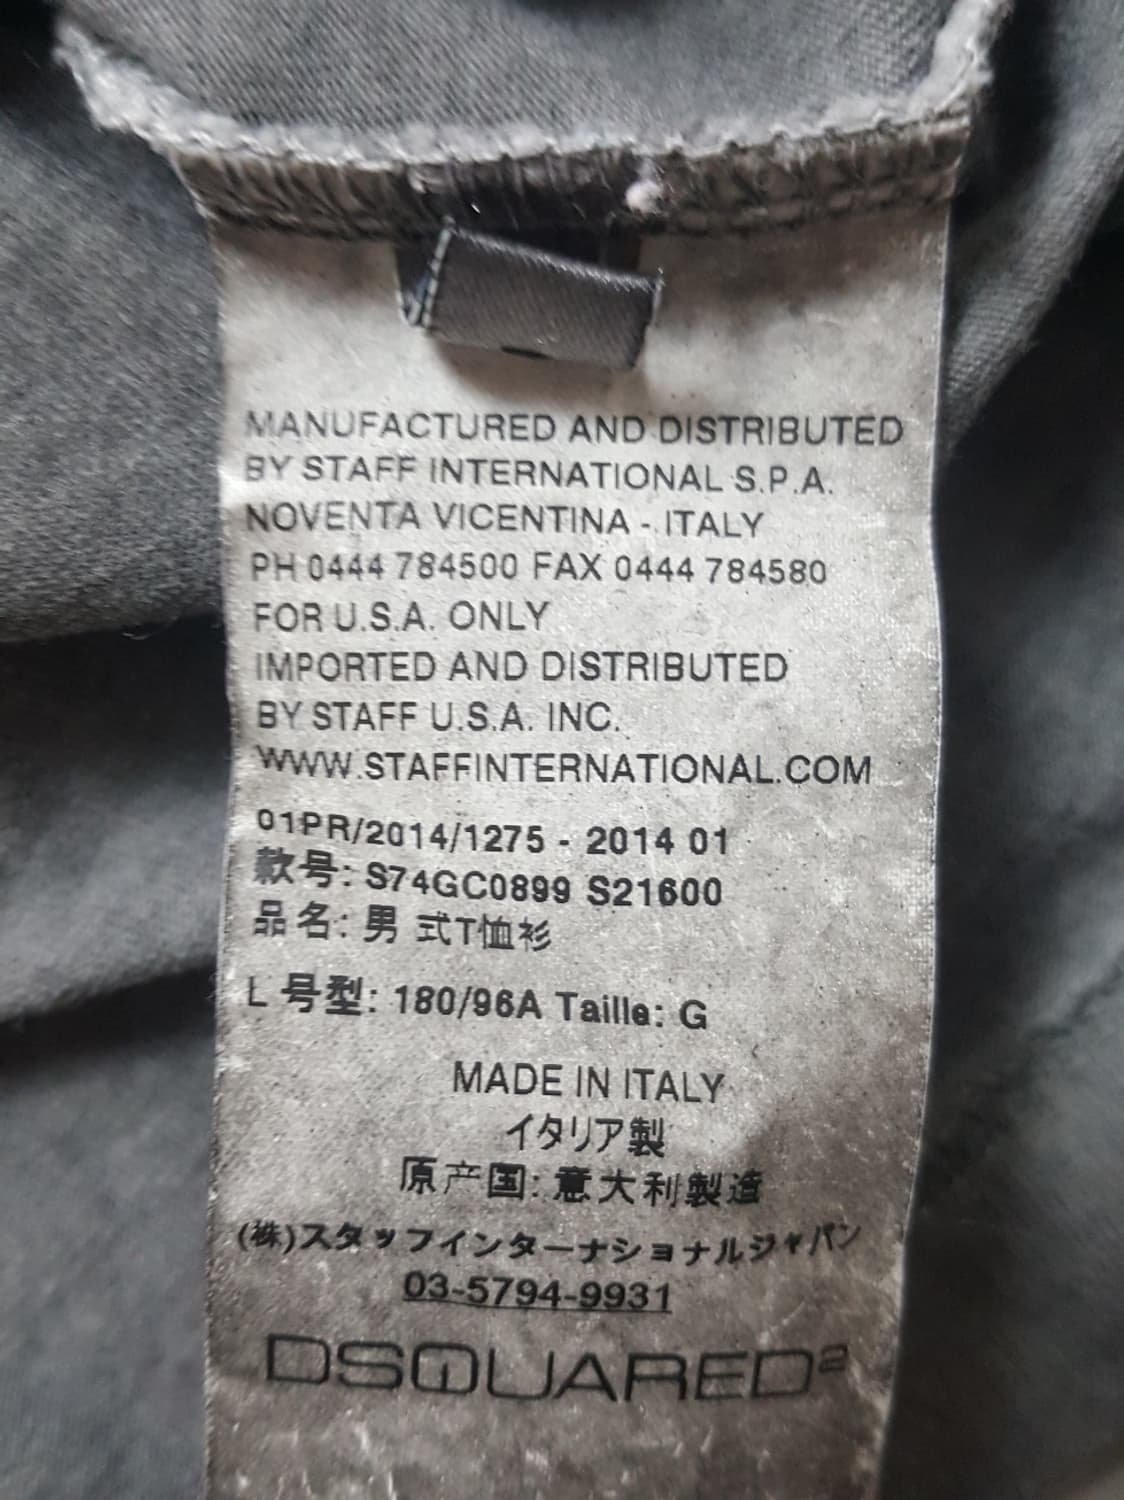 MANUFACTURED AND DISTRIBUTED
BY STAFF INTERNATIONAL S.P.A.
NOVENTA VICENTINA - ITALY
PH 0444 784500 FAX 0444 784580
FOR U.S.A. ONLY
IMPORTED AND DISTRIBUTED
BY STAFF U.S.A. INC.
WWW.STAFFINTERNATIONAL.COM
01PR/2014/1275 - 2014 01
款号: S74GC0899 S21600
品名: 男 式T恤衫
L 号型: 180/96A Taille: G
MADE IN ITALY
イタリア製
原产国: 意大利製造
(株)スタッフインターナショナルジャパン
03-5794-9931
DSQUARED²